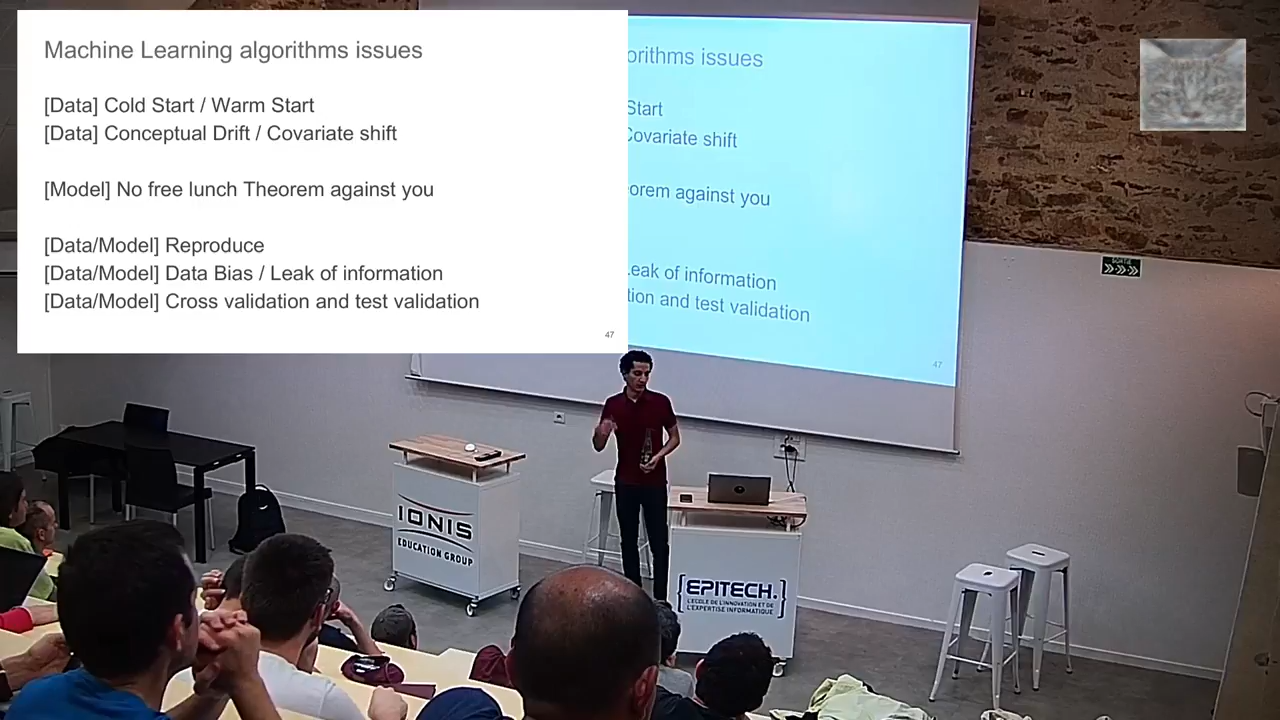 Machine Learning algorithms issues
[Data] Cold Start / Warm Start
[Data] Conceptual Drift / Covariate shift
[Model] No free lunch Theorem against you
[Data/Model] Reproduce
[Data/Model] Data Bias / Leak of information
[Data/Model] Cross validation and test validation
47
orithms issues
Start
Covariate shift
orem against you
Leak of information
tion and test validation
47
SORTIE
IONIS
EDUCATION GROUP
[EPITECH.]
L'ECOLE DE L'INNOVATION ET DE
L'EXPERTISE INFORMATIQUE